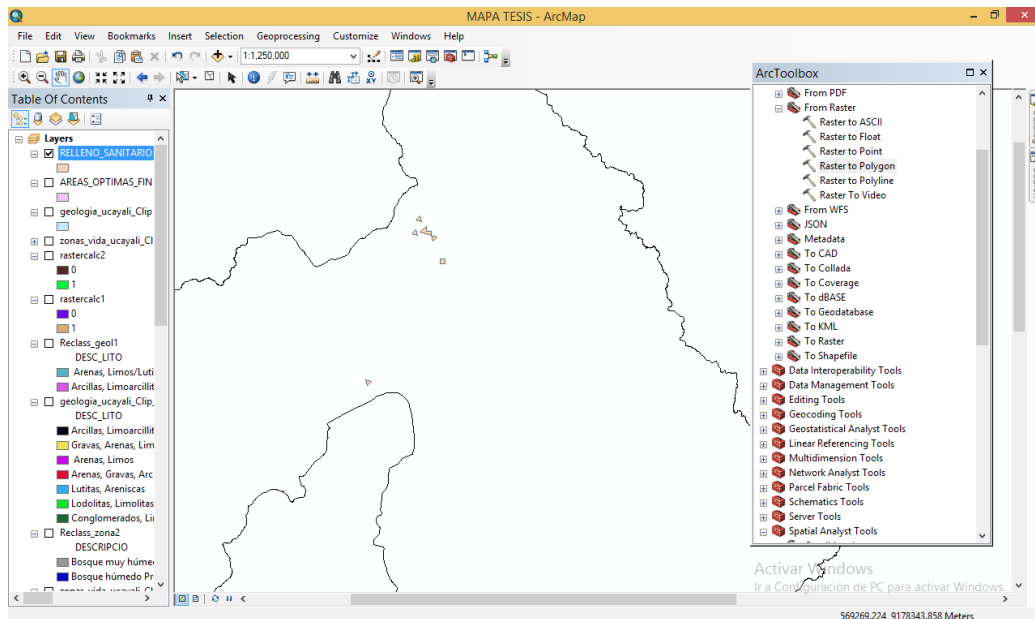 MAPA TESIS - ArcMap
File Edit View Bookmarks Insert Selection Geoprocessing Customize Windows Help
1:1,250,000
Table Of Contents
Layers
RELLENO_SANITARIO
AREAS_OPTIMAS_FIN
geologia_ucayali_Clip
zonas_vida_ucayali_Cl
rastercalc2
0
1
rastercalc1
0
1
Reclass_geol1
DESC_LITO
Arenas, Limos/Luti
Arcillas, Limoarcillit
geologia_ucayali_Clip_
DESC_LITO
Arcillas, Limoarcillit
Gravas, Arenas, Lim
Arenas, Limos
Arenas, Gravas, Arc
Lutitas, Areniscas
Lodolitas, Limolitas
Conglomerados, Li
Reclass_zona2
DESCRIPCIO
Bosque muy húme
Bosque húmedo Pr
ArcToolbox
From PDF
From Raster
Raster to ASCII
Raster to Float
Raster to Point
Raster to Polygon
Raster to Polyline
Raster To Video
From WFS
JSON
Metadata
To CAD
To Collada
To Coverage
To dBASE
To Geodatabase
To KML
To Raster
To Shapefile
Data Interoperability Tools
Data Management Tools
Editing Tools
Geocoding Tools
Geostatistical Analyst Tools
Linear Referencing Tools
Multidimension Tools
Network Analyst Tools
Parcel Fabric Tools
Schematics Tools
Server Tools
Spatial Analyst Tools
Activar Windows
Ir a Configuración de PC para activar Windows.
569269.224 9178343.858 Meters